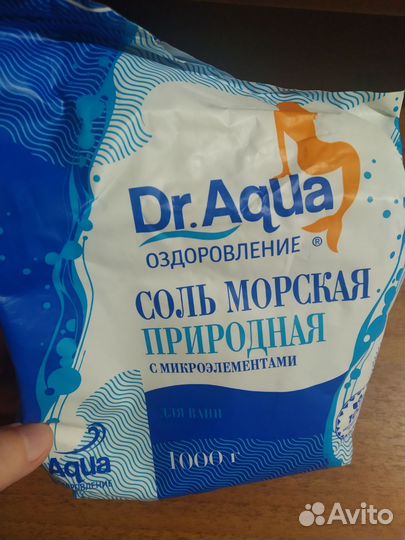 Dr.Aqua
ОЗДОРОВЛЕНИЕ ®
СОЛЬ МОРСКАЯ
ПРИРОДНАЯ
С МИКРОЭЛЕМЕНТАМИ
ДЛЯ ВАНН
1000 г
Aqua
Avito